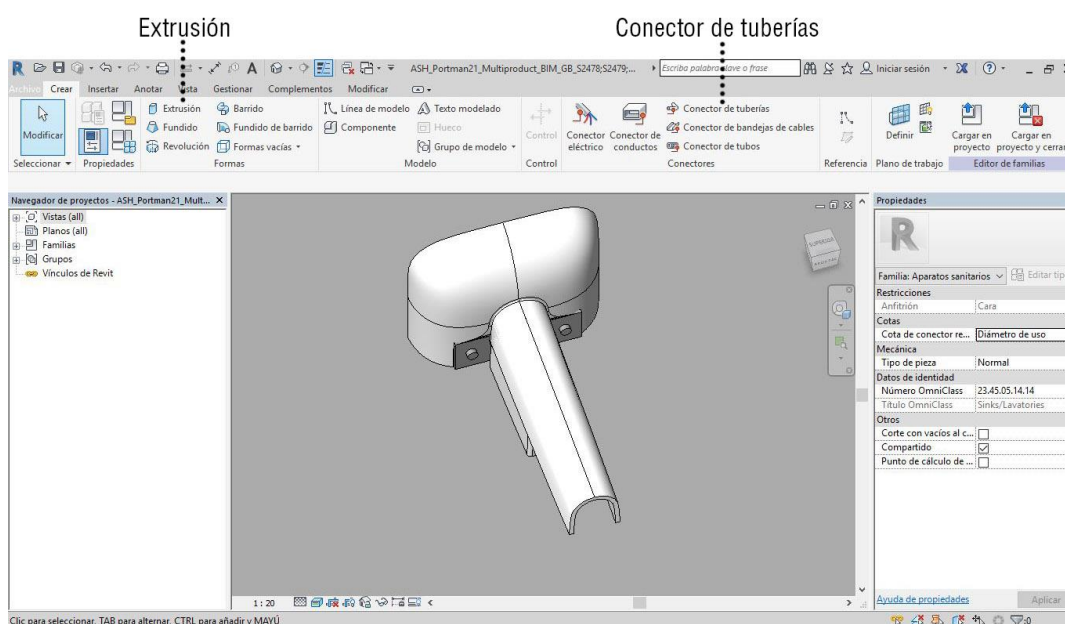 Extrusión
Conector de tuberías
ASH_Portman21_Multiproduct_BIM_GB_S2478;S2479;...
Escriba palabra clave o frase
Iniciar sesión
Archivo Crear Insertar Anotar Vista Gestionar Complementos Modificar
Modificar
Extrusión
Fundido
Revolución
Barrido
Fundido de barrido
Formas vacías
Línea de modelo
Componente
Texto modelado
Hueco
Grupo de modelo
Control
Conector eléctrico
Conector de conductos
Conector de tuberías
Conector de bandejas de cables
Conector de tubos
Definir
Cargar en proyecto
Cargar en proyecto y cerrar
Seleccionar Propiedades Formas Modelo Control Conectores Referencia Plano de trabajo Editor de familias
Navegador de proyectos - ASH_Portman21_Mult...
Vistas (all)
Planos (all)
Familias
Grupos
Vínculos de Revit
Propiedades
R
Familia: Aparatos sanitarios
Editar tip
Restricciones
Anfitrión Cara
Cotas
Cota de conector re... Diámetro de uso
Mecánica
Tipo de pieza Normal
Datos de identidad
Número OmniClass 23.45.05.14.14
Título OmniClass Sinks/Lavatories
Otros
Corte con vacíos al c...
Compartido
Punto de cálculo de ...
Ayuda de propiedades
Aplicar
1 : 20
Clic para seleccionar, TAB para alternar, CTRL para añadir y MAYÚ
:0